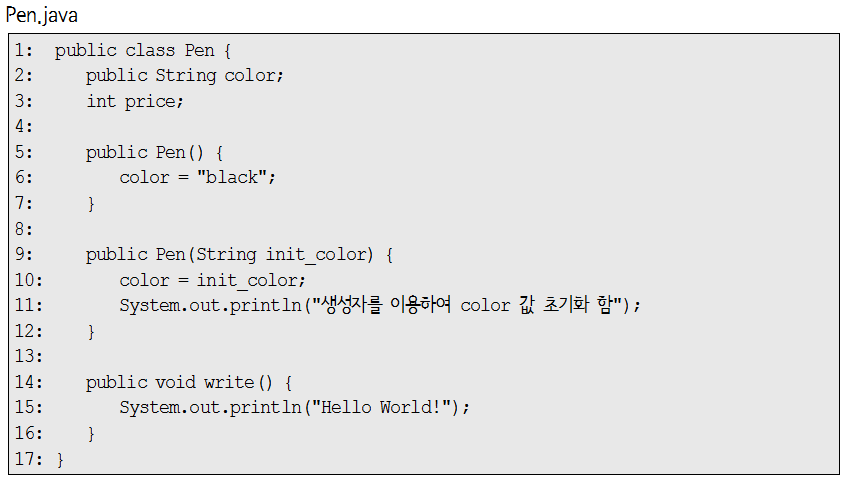 Pen.java
1: public class Pen {
2: public String color;
3: int price;
4:
5: public Pen() {
6: color = "black";
7: }
8:
9: public Pen(String init_color) {
10: color = init_color;
11: System.out.println("생성자를 이용하여 color 값 초기화 함");
12: }
13:
14: public void write() {
15: System.out.println("Hello World!");
16: }
17: }